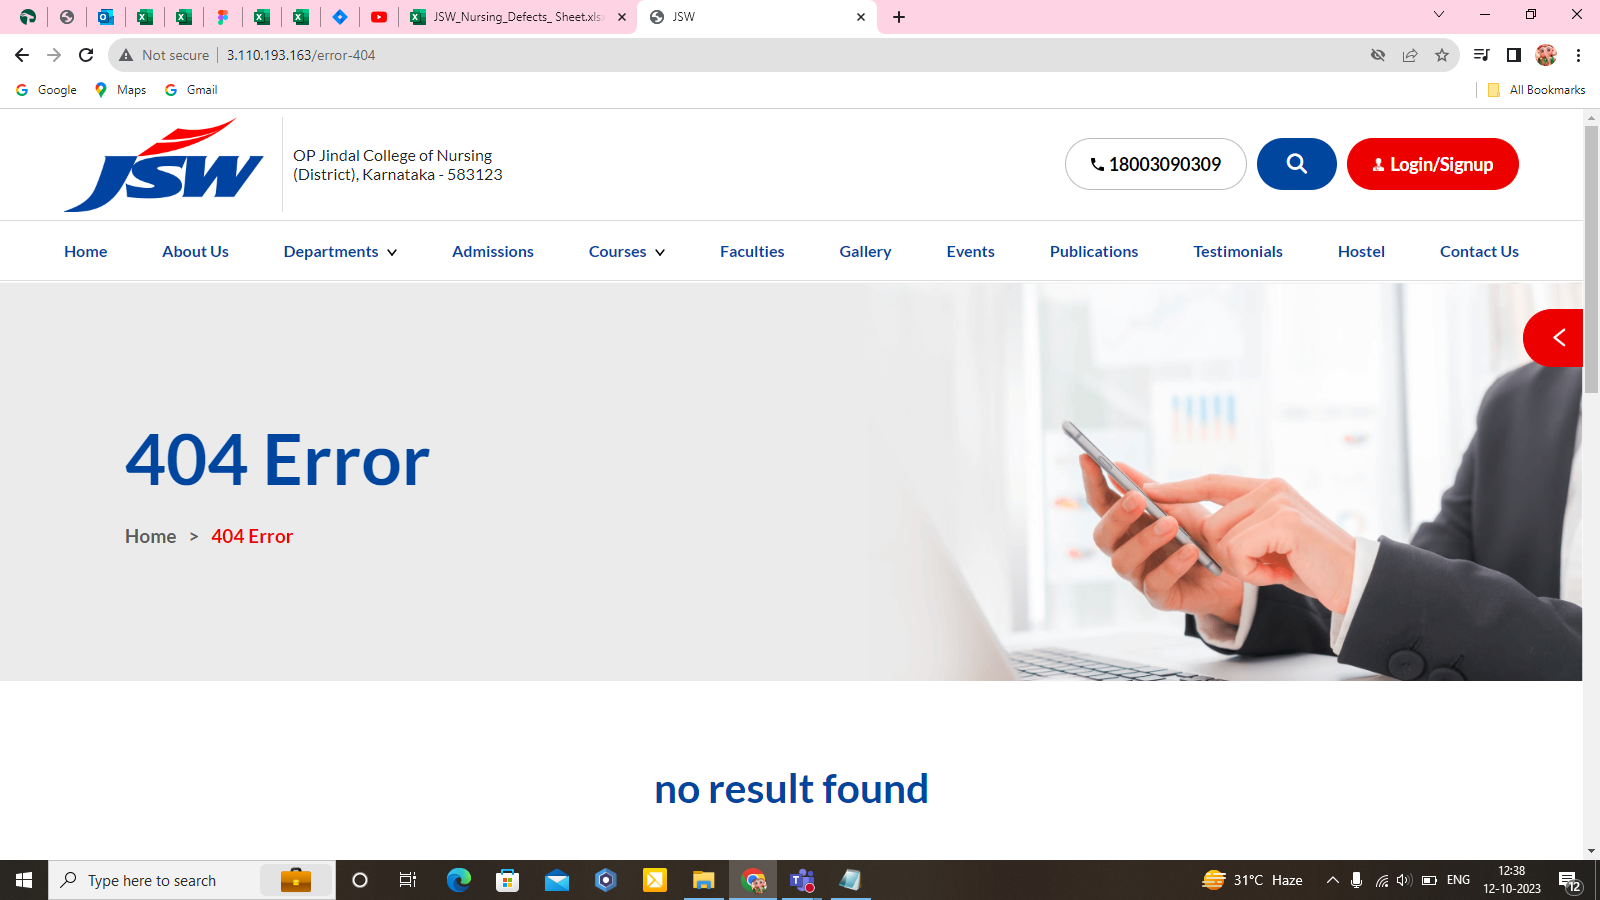 JSW_Nursing_Defects_ Sheet.xls
JSW
Not secure
3.110.193.163/error-404
Google
Maps
Gmail
All Bookmarks
JSW
OP Jindal College of Nursing
(District), Karnataka - 583123
18003090309
Login/Signup
Home
About Us
Departments
Admissions
Courses
Faculties
Gallery
Events
Publications
Testimonials
Hostel
Contact Us
404 Error
Home > 404 Error
no result found
Type here to search
31°C Haze
ENG
12:38
12-10-2023
12